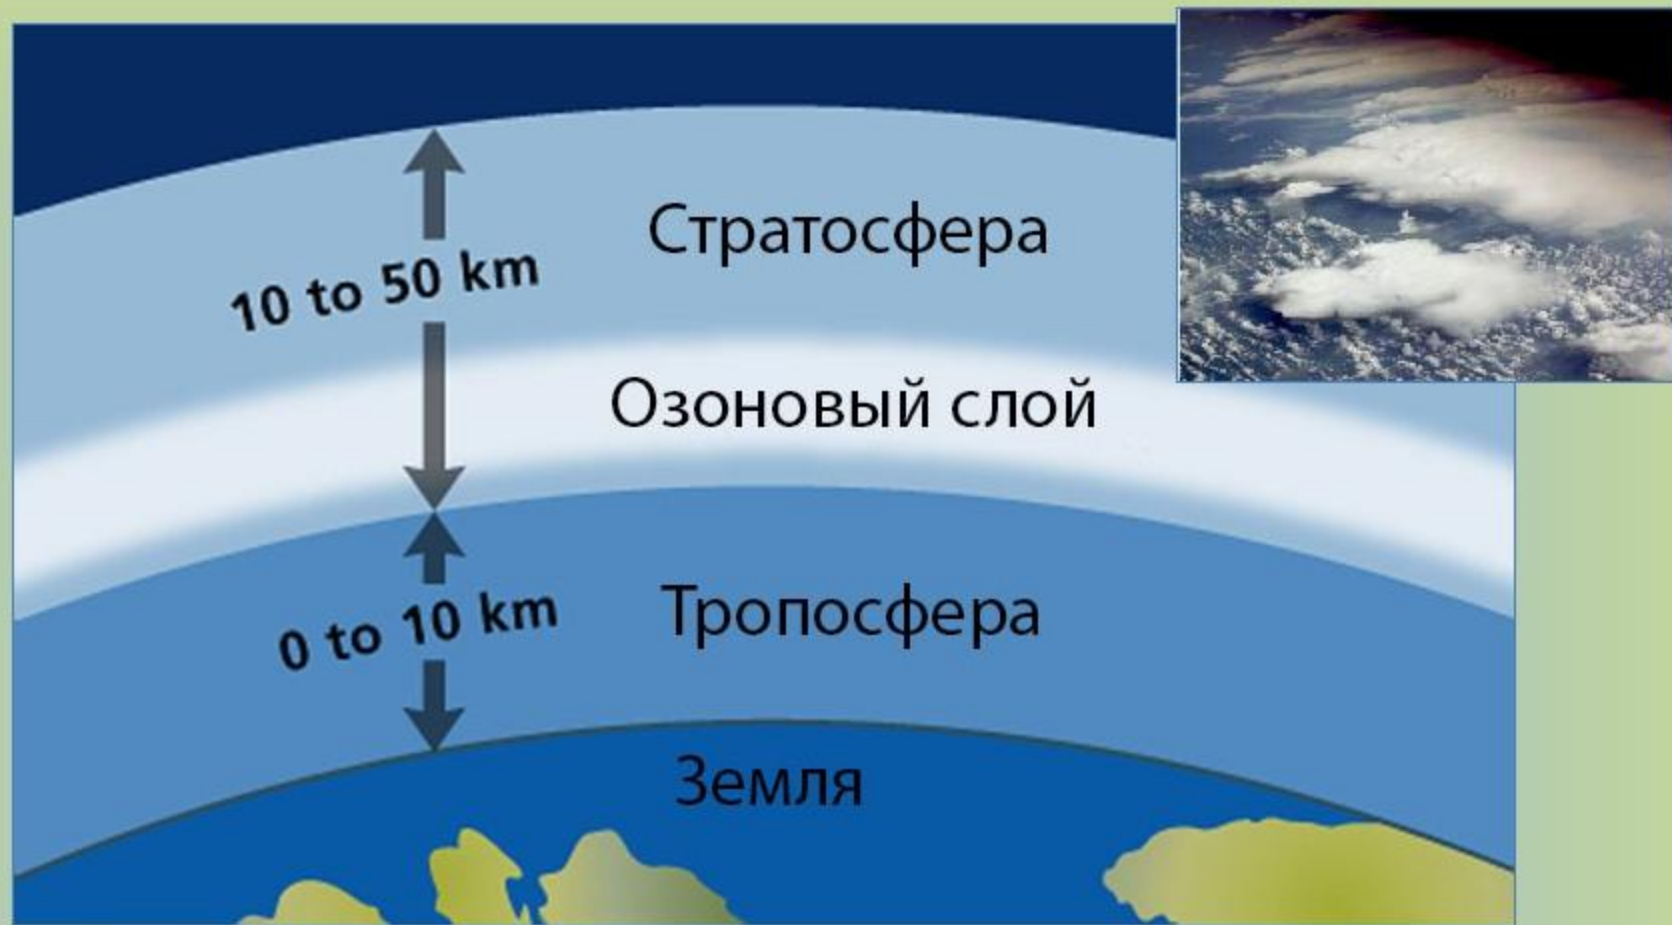 Стратосфера
10 to 50 km
Озоновый слой
Тропосфера
0 to 10 km
Земля